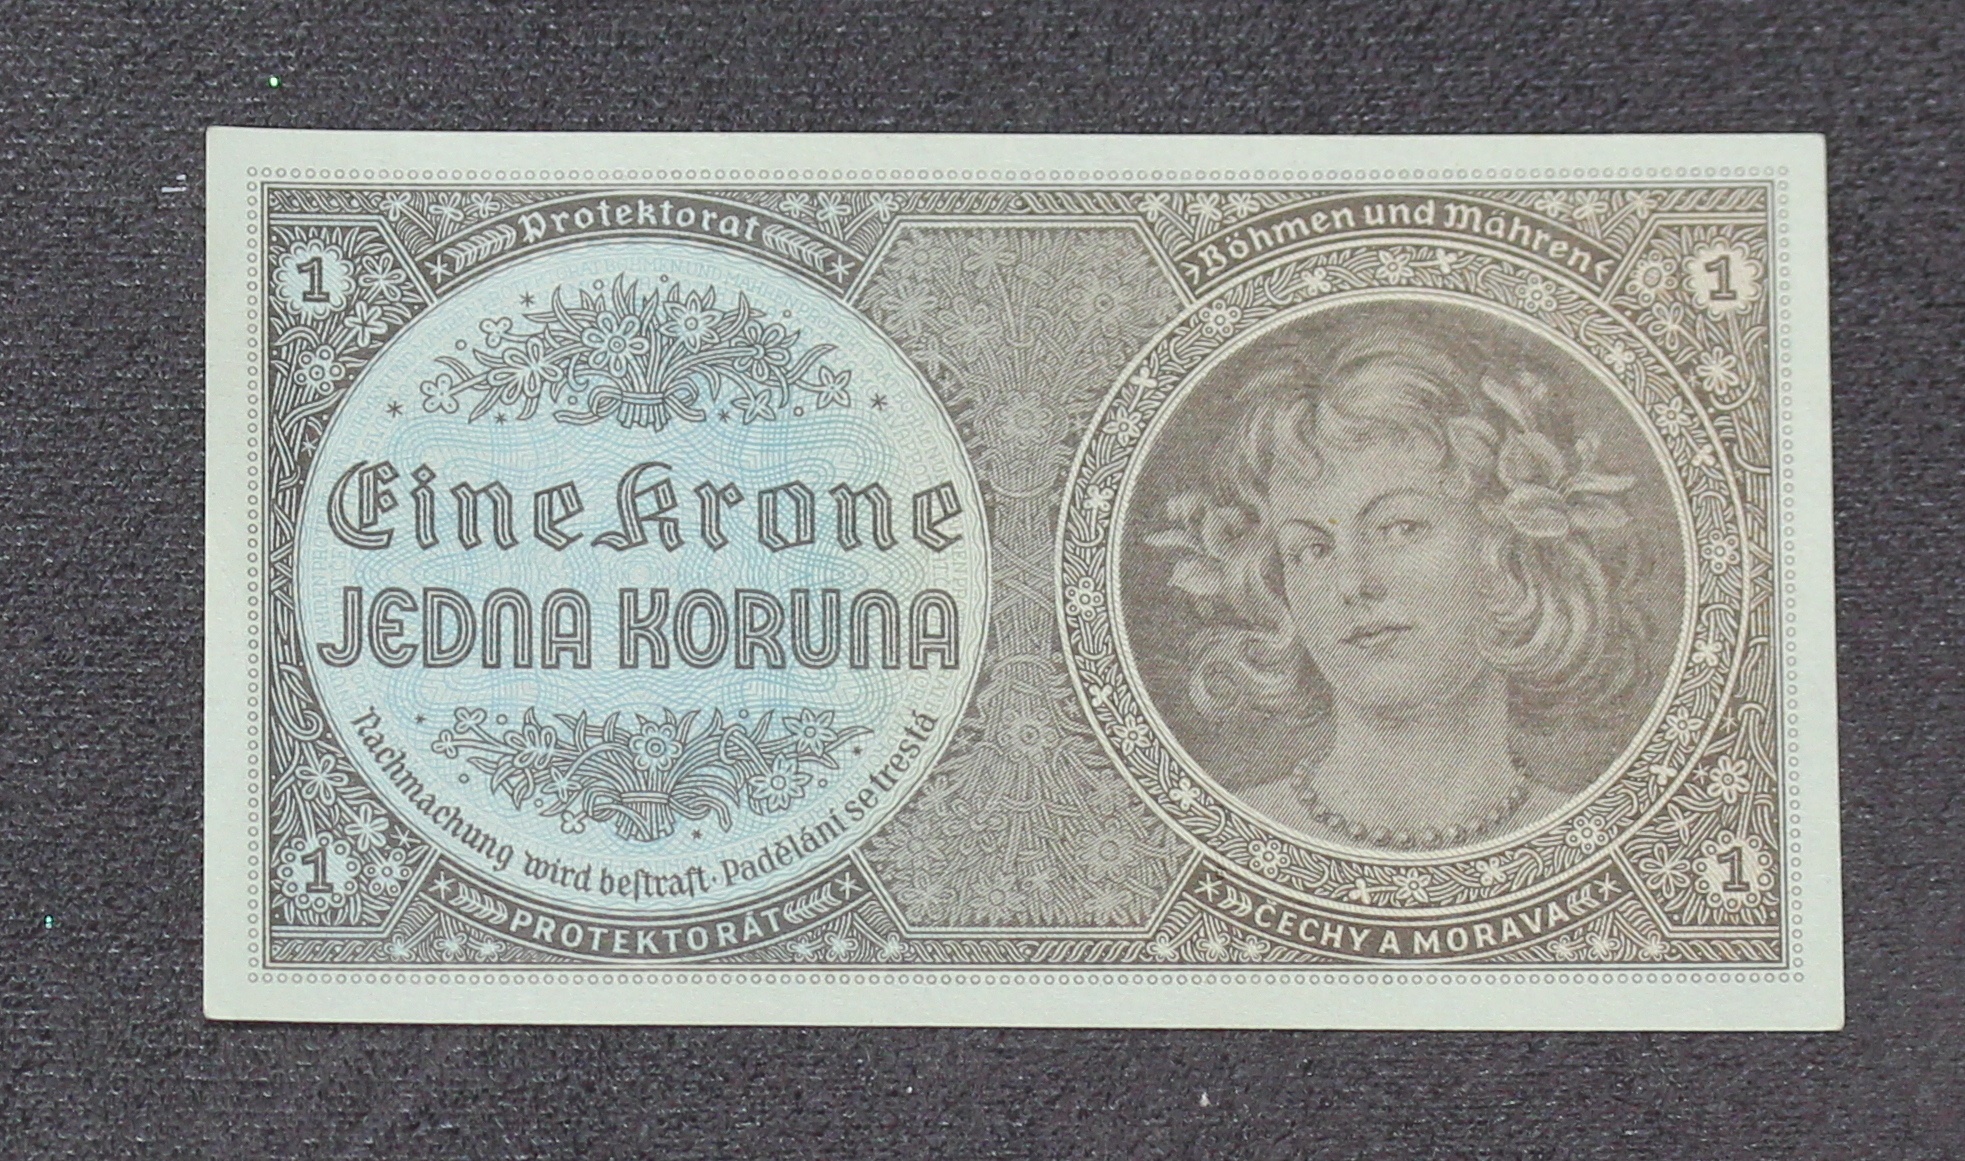 Protektorat
Böhmen und Mähren
1
1
Eine Krone
JEDNA KORUNA
Nachmachung wird beſtraft · Padělání se trestá
1
1
PROTEKTORÁT
ČECHY A MORAVA